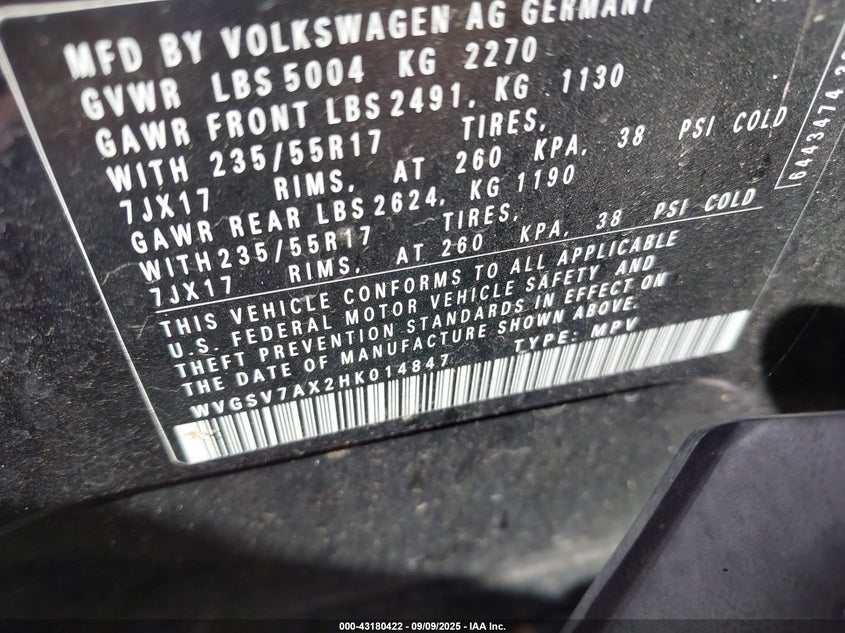 MFD BY VOLKSWAGEN AG GERMANY
GVWR LBS 5004 KG 2270
GAWR FRONT LBS 2491, KG 1130
WITH 235/55R17 TIRES,
7JX17 RIMS, AT 260 KPA, 38 PSI COLD
GAWR REAR LBS 2624, KG 1190
WITH 235/55R17 TIRES,
7JX17 RIMS, AT 260 KPA, 38 PSI COLD
THIS VEHICLE CONFORMS TO ALL APPLICABLE
U.S. FEDERAL MOTOR VEHICLE SAFETY AND
THEFT PREVENTION STANDARDS IN EFFECT ON
THE DATE OF MANUFACTURE SHOWN ABOVE.
WVGSV7AX2HK014847 TYPE: MPV
000-43180422 - 09/09/2025 - IAA Inc.